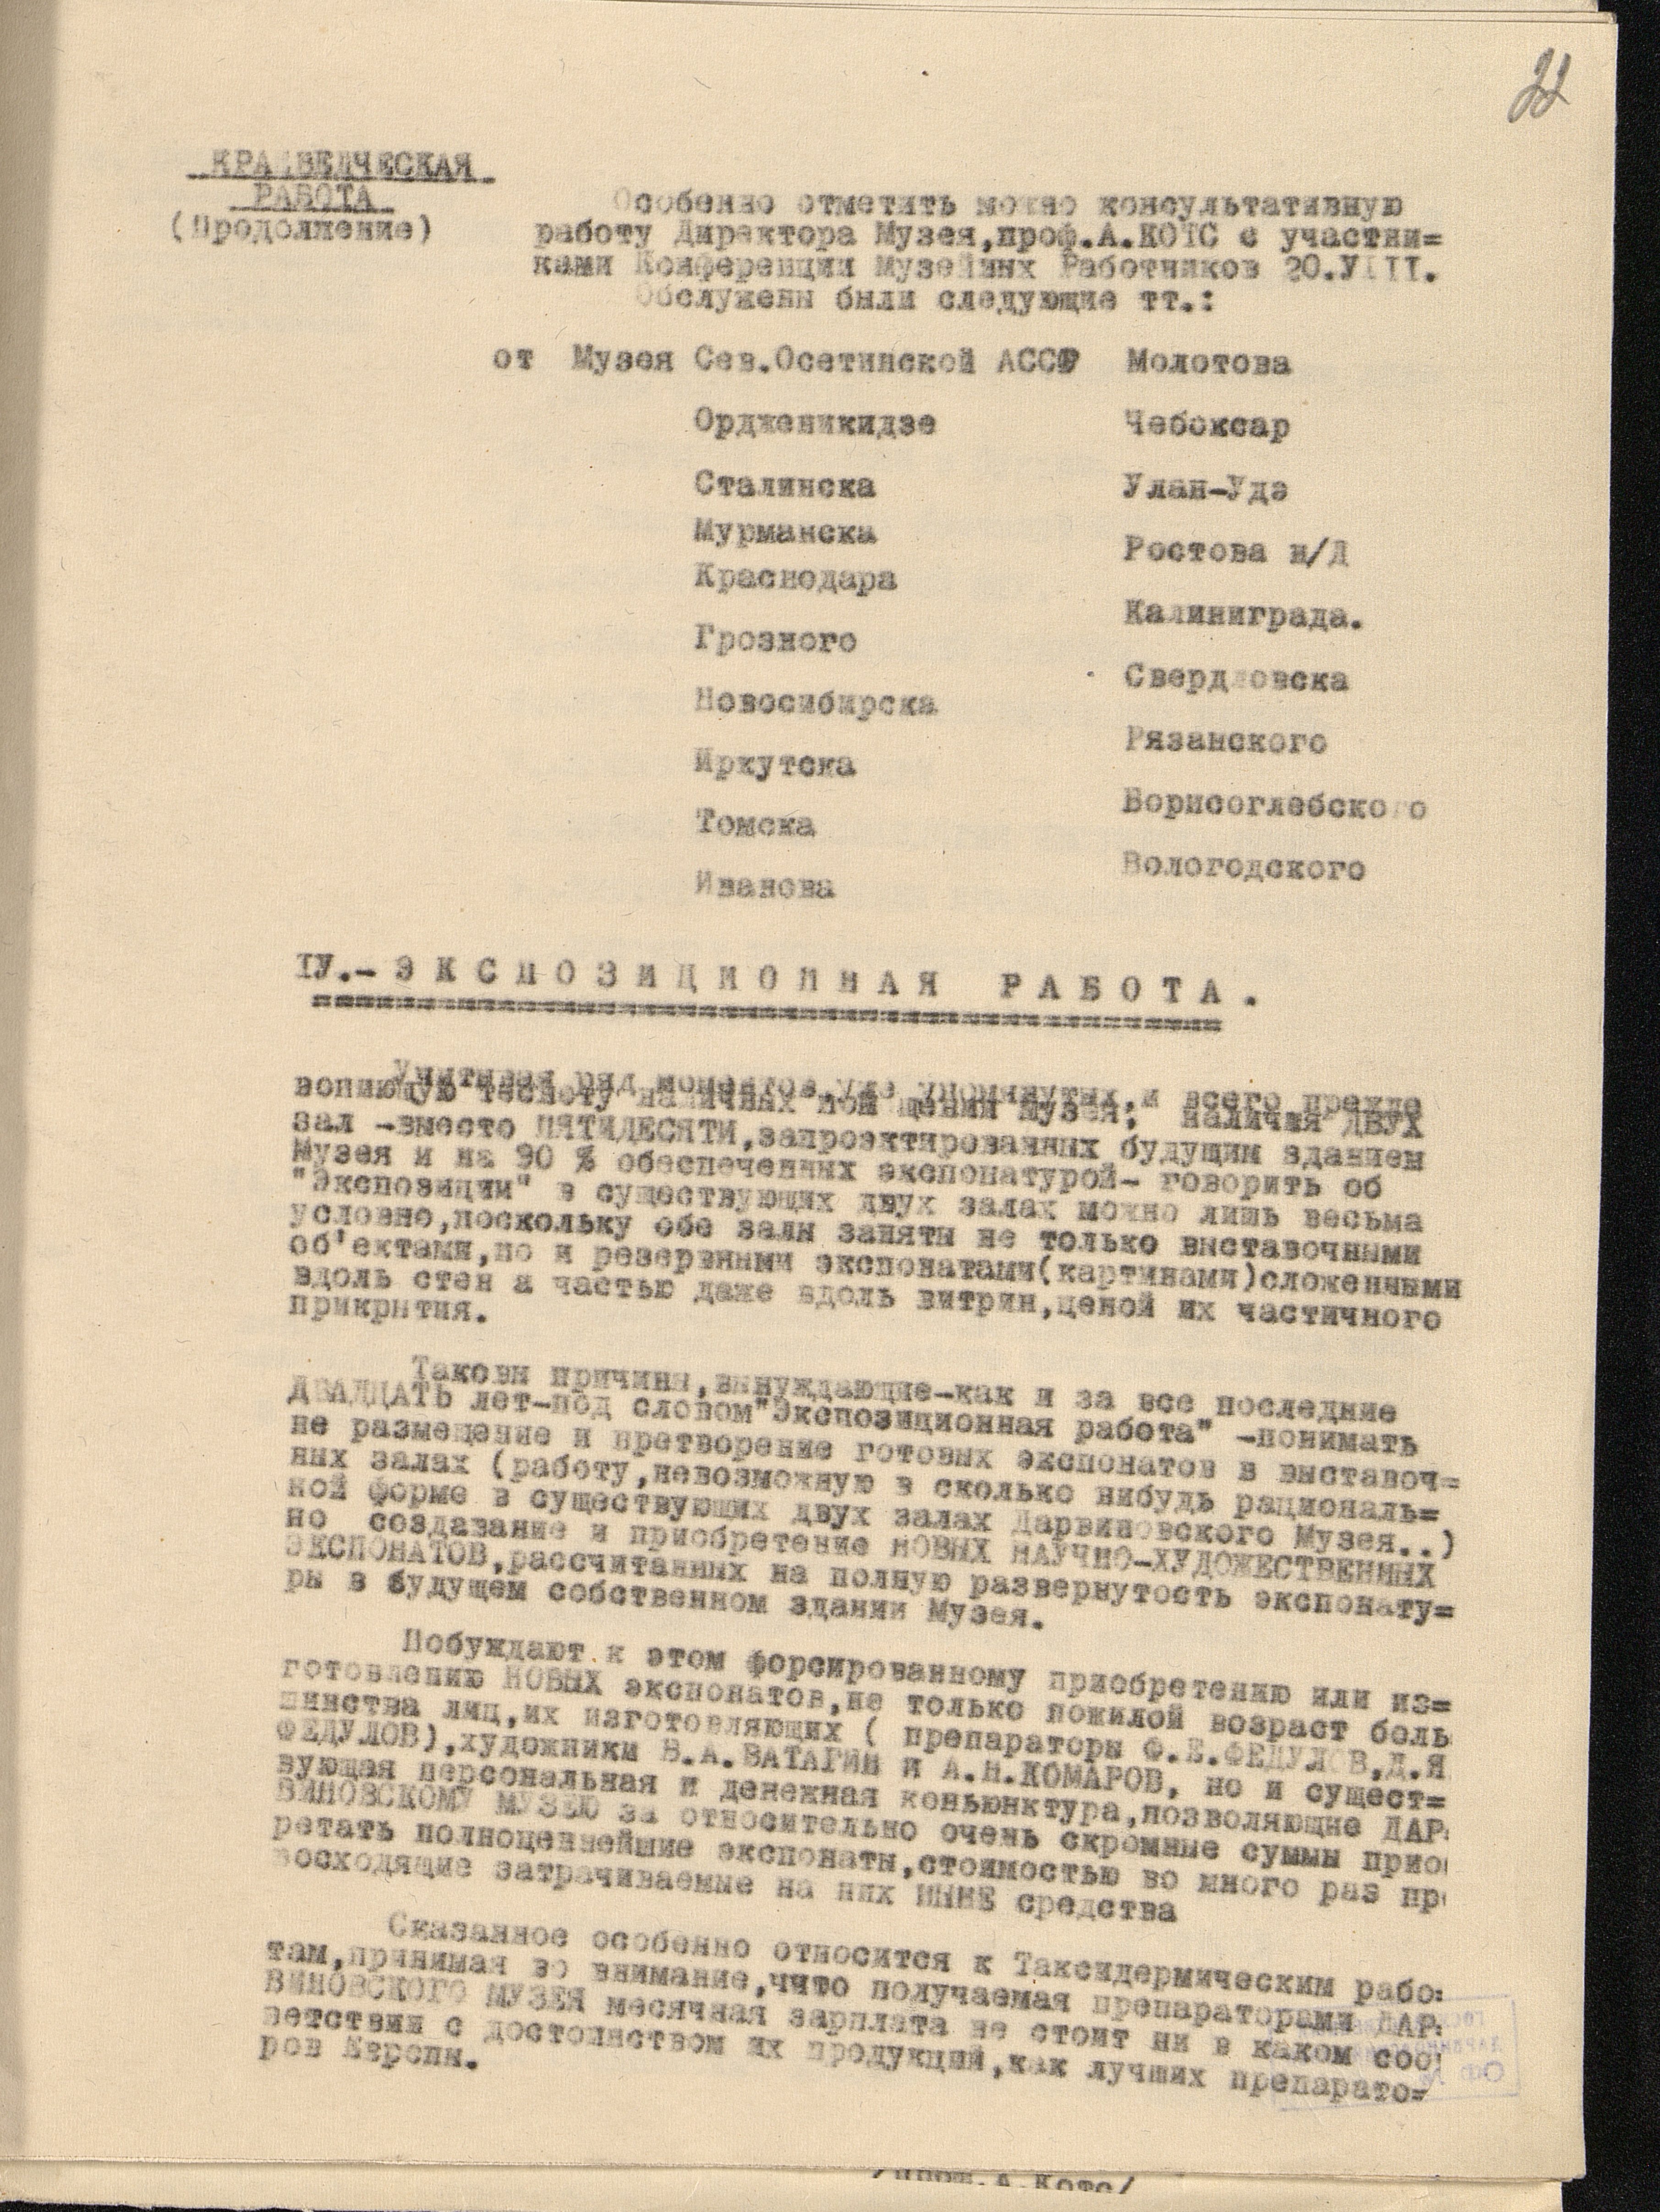 22
КРАЕВЕДЧЕСКАЯ
РАБОТА
(Продолжение)
Особенно отметить можно консультативную
работу Директора Музея,проф.А.КОТС с участни=
ками Конференции Музейных Работников 20.УIII.
Обслужены были следующие тт.:
от Музея Сев.Осетинской АССР Молотова
Орджоникидзе Чебоксар
Сталинска Улан-Удэ
Мурманска
Ростова н/Д
Краснодара
Калининграда.
Грозного
Свердловска
Новосибирска
Рязанского
Иркутска
Борисоглебского
Томска
Вологодского
Иванова
IУ.- ЭКСПОЗИЦИОННАЯ РАБОТА.
Учитывая ряд моментов,уже упомянутых,и всего прежде
вопиющую тесноту наличных помещений Музея; наличия ДВУХ
зал -вместо ПЯТИДЕСЯТИ,запроэктированных будущим зданием
Музея и на 90 % обеспеченных экспонатурой- говорить об
"Экспозиции" в существующих двух залах можно лишь весьма
условно,поскольку обе залы заняты не только выставочными
об'ектами,но и резервными экспонатами(картинами)сложенными
вдоль стен а частью даже вдоль витрин,ценой их частичного
прикрытия.
Таковы причины,вынуждающие-как и за все последние
ДВАДЦАТЬ лет-под словом"Экспозиционная работа" -понимать
не размещение и претворение готовых экспонатов в выставоч=
ных залах (работу,невозможную в сколько нибудь рациональ=
ной форме в существующих двух залах Дарвиновского Музея..)
но создавание и приобретение НОВЫХ НАУЧНО-ХУДОЖЕСТВЕННЫХ
ЭКСПОНАТОВ,рассчитанных на полную развернутость экспонату=
ры в будущем собственном здании Музея.
Побуждают к этом форсированному приобретению или из=
готовлению НОВЫХ экспонатов,не только пожилой возраст боль
шинства лиц,их изготовляющих ( препараторы Ф.Е.ФЕДУЛОВ,Д.Я
ФЕДУЛОВ),художники В.А.ВАТАГИН и А.Н.КОМАРОВ, но и сущест=
вующая персональная и денежная коньюнктура,позволяющие ДАР
ВИНОВСКОМУ МУЗЕЮ за относительно очень скромные суммы прио
ретать полноценнейшие экспонаты,стоимостью во много раз пр
восходящие затрачиваемые на них НЫНЕ средства
Сказанное особенно относится к Таксидермическим рабо=
там,принимая во внимание,ччто получаемая препараторами ДАР
ВИНОВСКОГО МУЗЕЯ месячная зарплата не стоит ни в каком соо
ветствии с достоинством их продукций,как лучших препарато=
ров Европы.
/проф.А.Котс/